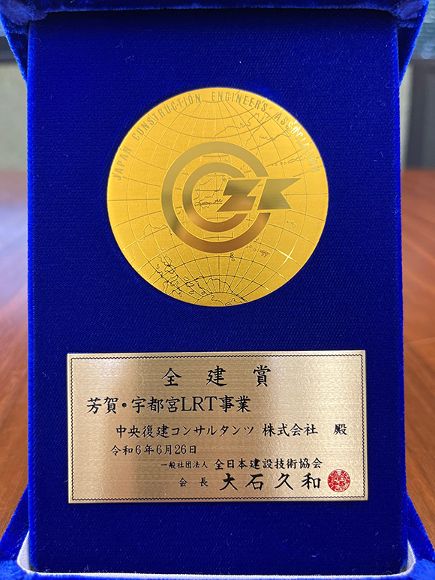 JAPAN CONSTRUCTION ENGINEERS ASSOCIATION
全建賞
芳賀・宇都宮LRT事業
中央復建コンサルタンツ 株式会社 殿
令和6年6月26日
一般社団法人 全日本建設技術協会
会長 大石久和